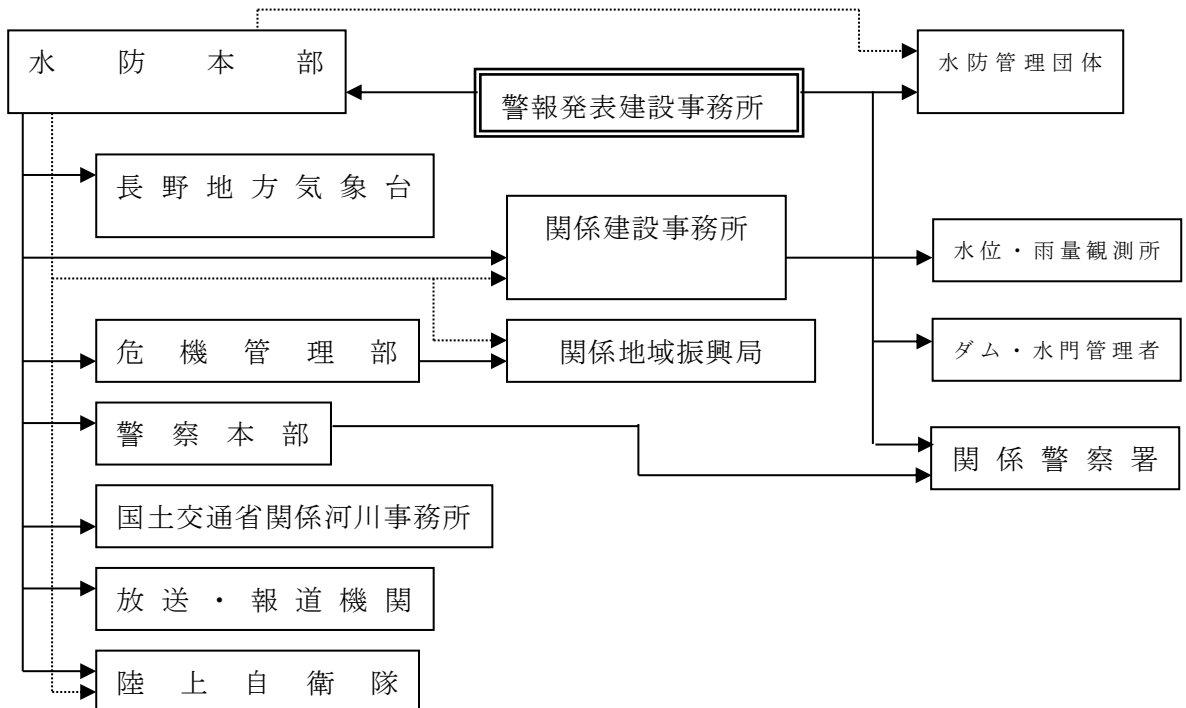 水防本部
水防管理団体
警報発表建設事務所
長野地方気象台
関係建設事務所
水位・雨量観測所
危機管理部
関係地域振興局
ダム・水門管理者
警察本部
関係警察署
国土交通省関係河川事務所
放送・報道機関
陸上自衛隊